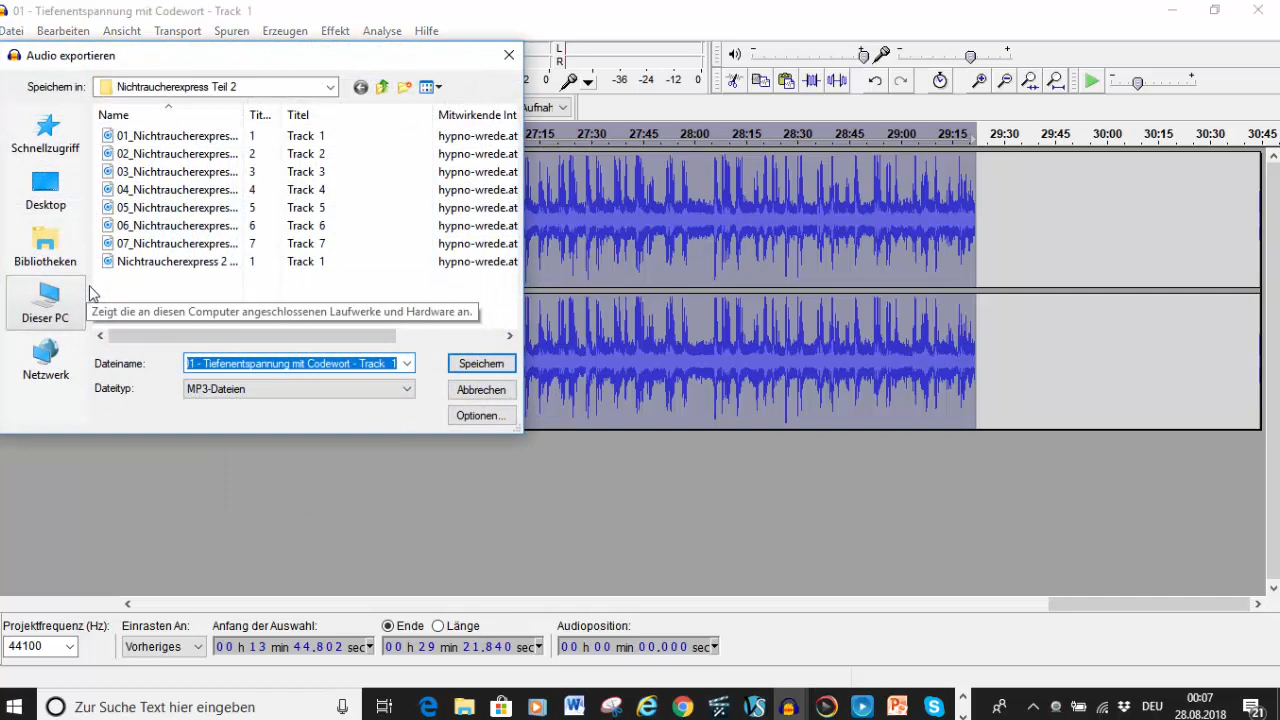 01 - Tiefenentspannung mit Codewort - Track 1
Datei Bearbeiten Ansicht Transport Spuren Erzeugen Effekt Analyse Hilfe
Audio exportieren
Speichern in: Nichtraucherexpress Teil 2
Schnellzugriff
Desktop
Bibliotheken
Dieser PC
Netzwerk
Name Tit... Titel Mitwirkende Int
01_Nichtraucherexpres... 1 Track 1 hypno-wrede.at
02_Nichtraucherexpres... 2 Track 2 hypno-wrede.at
03_Nichtraucherexpres... 3 Track 3 hypno-wrede.at
04_Nichtraucherexpres... 4 Track 4 hypno-wrede.at
05_Nichtraucherexpres... 5 Track 5 hypno-wrede.at
06_Nichtraucherexpres... 6 Track 6 hypno-wrede.at
07_Nichtraucherexpres... 7 Track 7 hypno-wrede.at
Nichtraucherexpress 2 ... 1 Track 1 hypno-wrede.at
Zeigt die an diesen Computer angeschlossenen Laufwerke und Hardware an.
Dateiname: 01 - Tiefenentspannung mit Codewort - Track 1 Speichern
Dateityp: MP3-Dateien Abbrechen
Optionen...
L
R
2 0 -36 -24 -12 0
Aufnah
27:15 27:30 27:45 28:00 28:15 28:30 28:45 29:00 29:15 29:30 29:45 30:00 30:15 30:30 30:45
Projektfrequenz (Hz): Einrasten An: Anfang der Auswahl: Ende Länge Audioposition:
44100 Vorheriges 00 h 13 min 44.802 sec 00 h 29 min 21.840 sec 00 h 00 min 00.000 sec
Zur Suche Text hier eingeben
DEU
00:07
28.08.2018
21